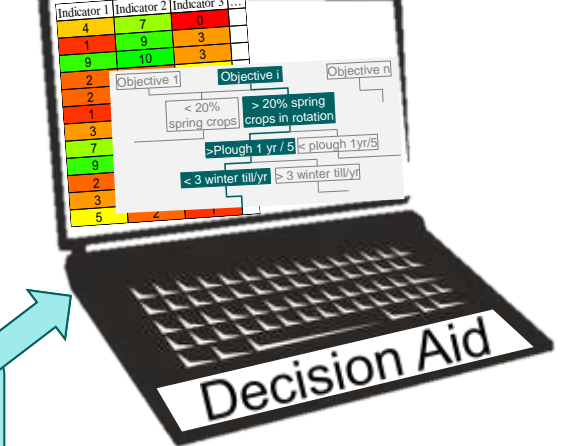 Indicator 1 Indicator 2 Indicator 3 ...
4 7 0
1 9 3
9 10 3
2
2
1
3
7
9
2
3
5 2 1
Objective 1 Objective i Objective n
< 20% > 20% spring
spring crops crops in rotation
>Plough 1 yr / 5 < plough 1yr/5
< 3 winter till/yr > 3 winter till/yr
Decision Aid